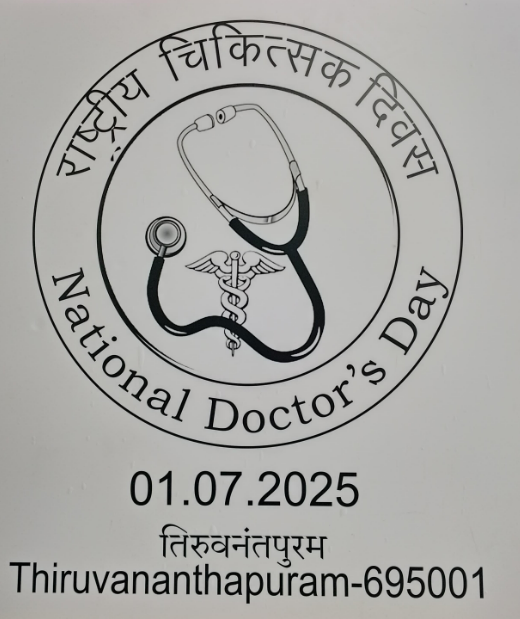 राष्ट्रीय चिकित्सक दिवस
National Doctor's Day
01.07.2025
तिरुवनंतपुरम
Thiruvananthapuram-695001